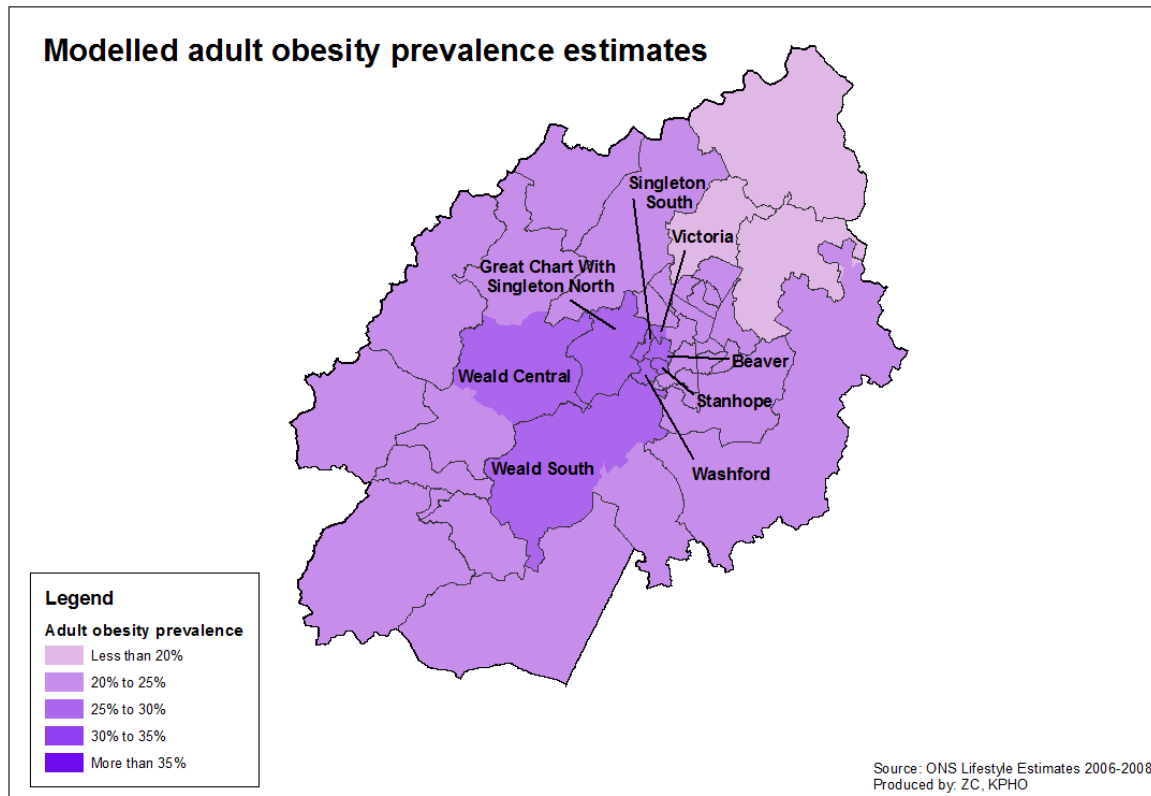 Modelled adult obesity prevalence estimates
Singleton
South
Victoria
Great Chart With
Singleton North
Beaver
Weald Central
Stanhope
Weald South
Washford
Legend
Adult obesity prevalence
Less than 20%
20% to 25%
25% to 30%
30% to 35%
More than 35%
Source: ONS Lifestyle Estimates 2006-2008
Produced by: ZC, KPHO